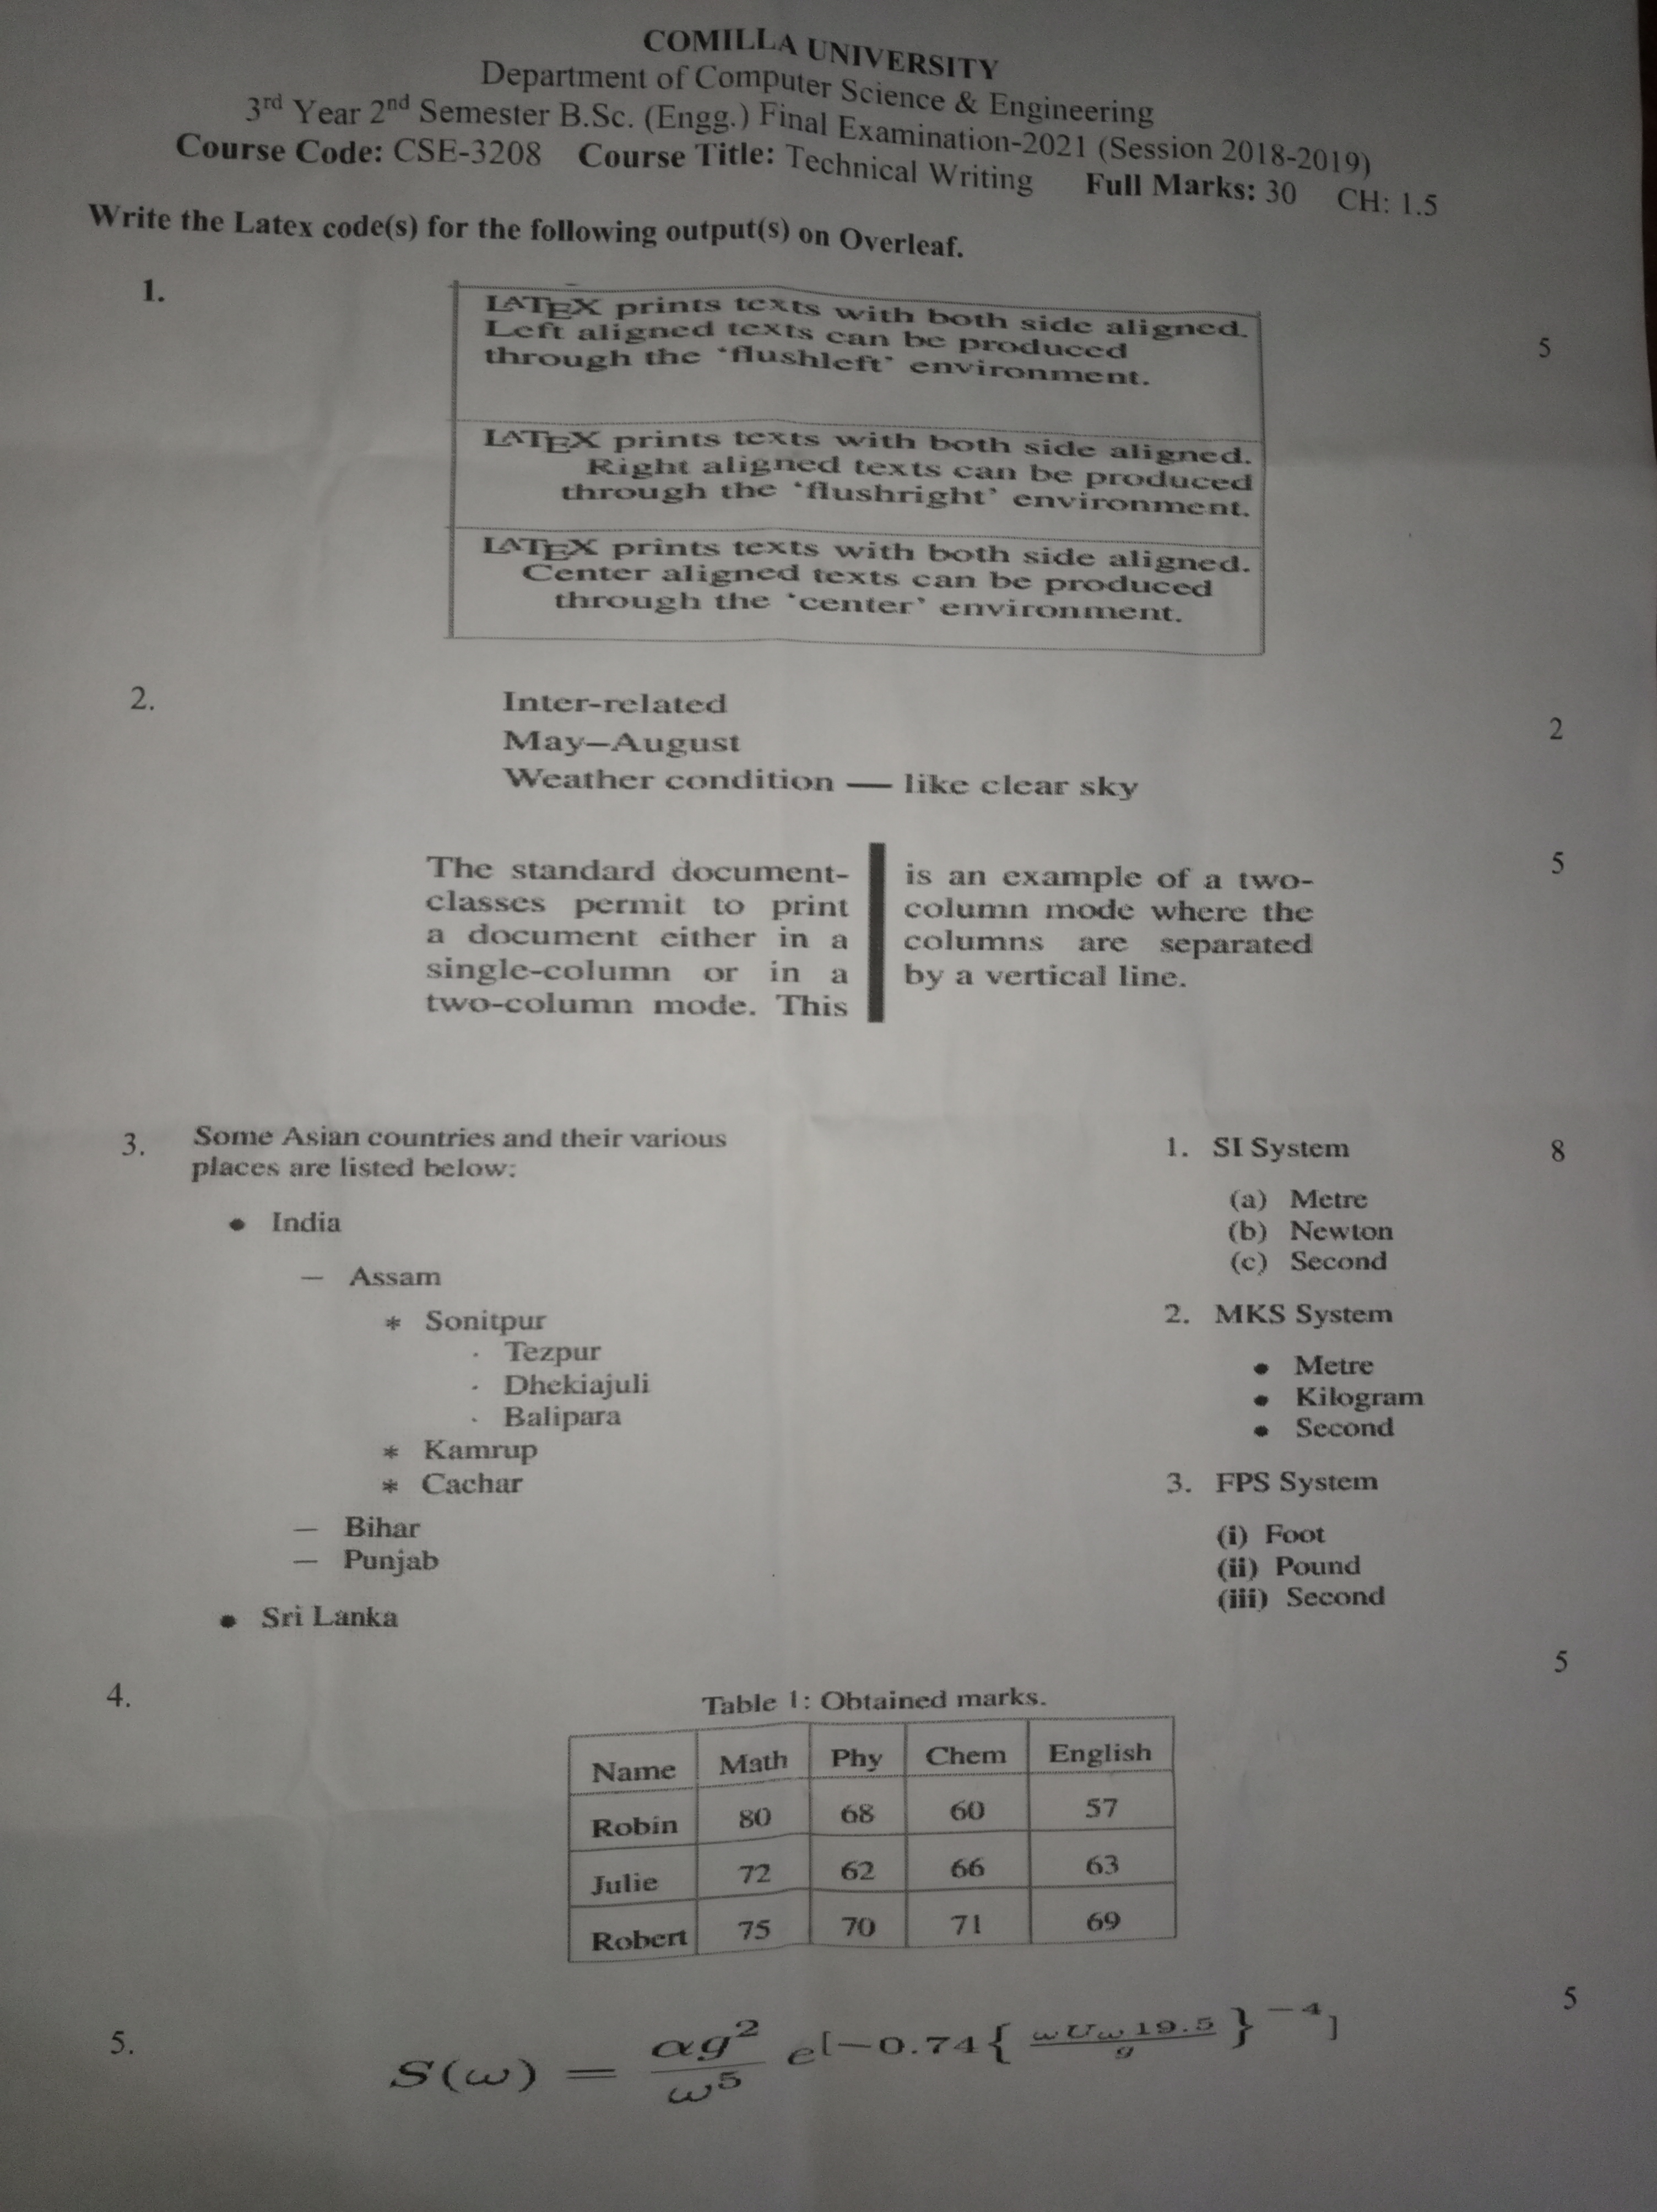 COMILLA UNIVERSITY
Department of Computer Science & Engineering
3rd Year 2nd Semester B.Sc. (Engg.) Final Examination-2021 (Session 2018-2019)
Course Code: CSE-3208 Course Title: Technical Writing Full Marks: 30 CH: 1.5
Write the Latex code(s) for the following output(s) on Overleaf.
1.
LATEX prints texts with both side aligned.
Left aligned texts can be produced
through the 'flushleft' environment.
5
LATEX prints texts with both side aligned.
Right aligned texts can be produced
through the 'flushright' environment.
LATEX prints texts with both side aligned.
Center aligned texts can be produced
through the 'center' environment.
2.
Inter-related
May–August
Weather condition — like clear sky
2
The standard document-
classes permit to print
a document either in a
single-column or in a
two-column mode. This
is an example of a two-
column mode where the
columns are separated
by a vertical line.
5
3.
Some Asian countries and their various
places are listed below:
• India
– Assam
* Sonitpur
· Tezpur
· Dhekiajuli
· Balipara
* Kamrup
* Cachar
– Bihar
– Punjab
• Sri Lanka
1. SI System
(a) Metre
(b) Newton
(c) Second
2. MKS System
• Metre
• Kilogram
• Second
3. FPS System
(i) Foot
(ii) Pound
(iii) Second
8
4.
5
Table 1: Obtained marks.
Name Math Phy Chem English
Robin 80 68 60 57
Julie 72 62 66 63
Robert 75 70 71 69
5.
S(ω) = αg² / ω⁵ e^[−0.74{ωUω19.5 / g}^−4]
5